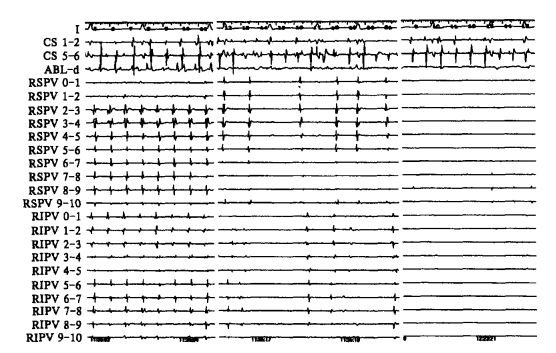 I
CS 1-2
CS 5-6
ABL-d
RSPV 0-1
RSPV 1-2
RSPV 2-3
RSPV 3-4
RSPV 4-5
RSPV 5-6
RSPV 6-7
RSPV 7-8
RSPV 8-9
RSPV 9-10
RIPV 0-1
RIPV 1-2
RIPV 2-3
RIPV 3-4
RIPV 4-5
RIPV 5-6
RIPV 6-7
RIPV 7-8
RIPV 8-9
RIPV 9-10